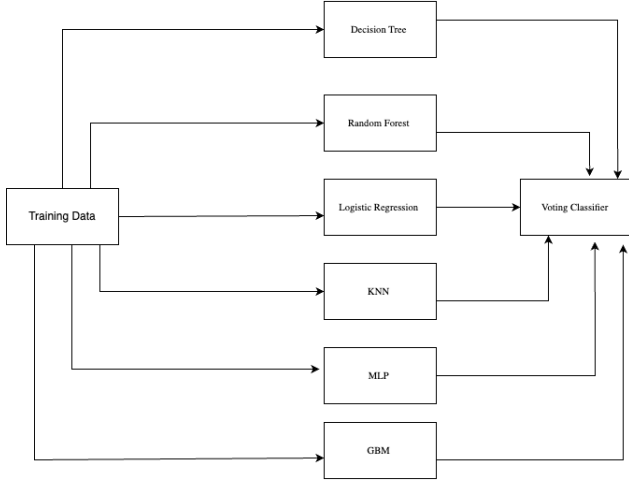 Decision Tree
Random Forest
Training Data
Logistic Regression
Voting Classifier
KNN
MLP
GBM